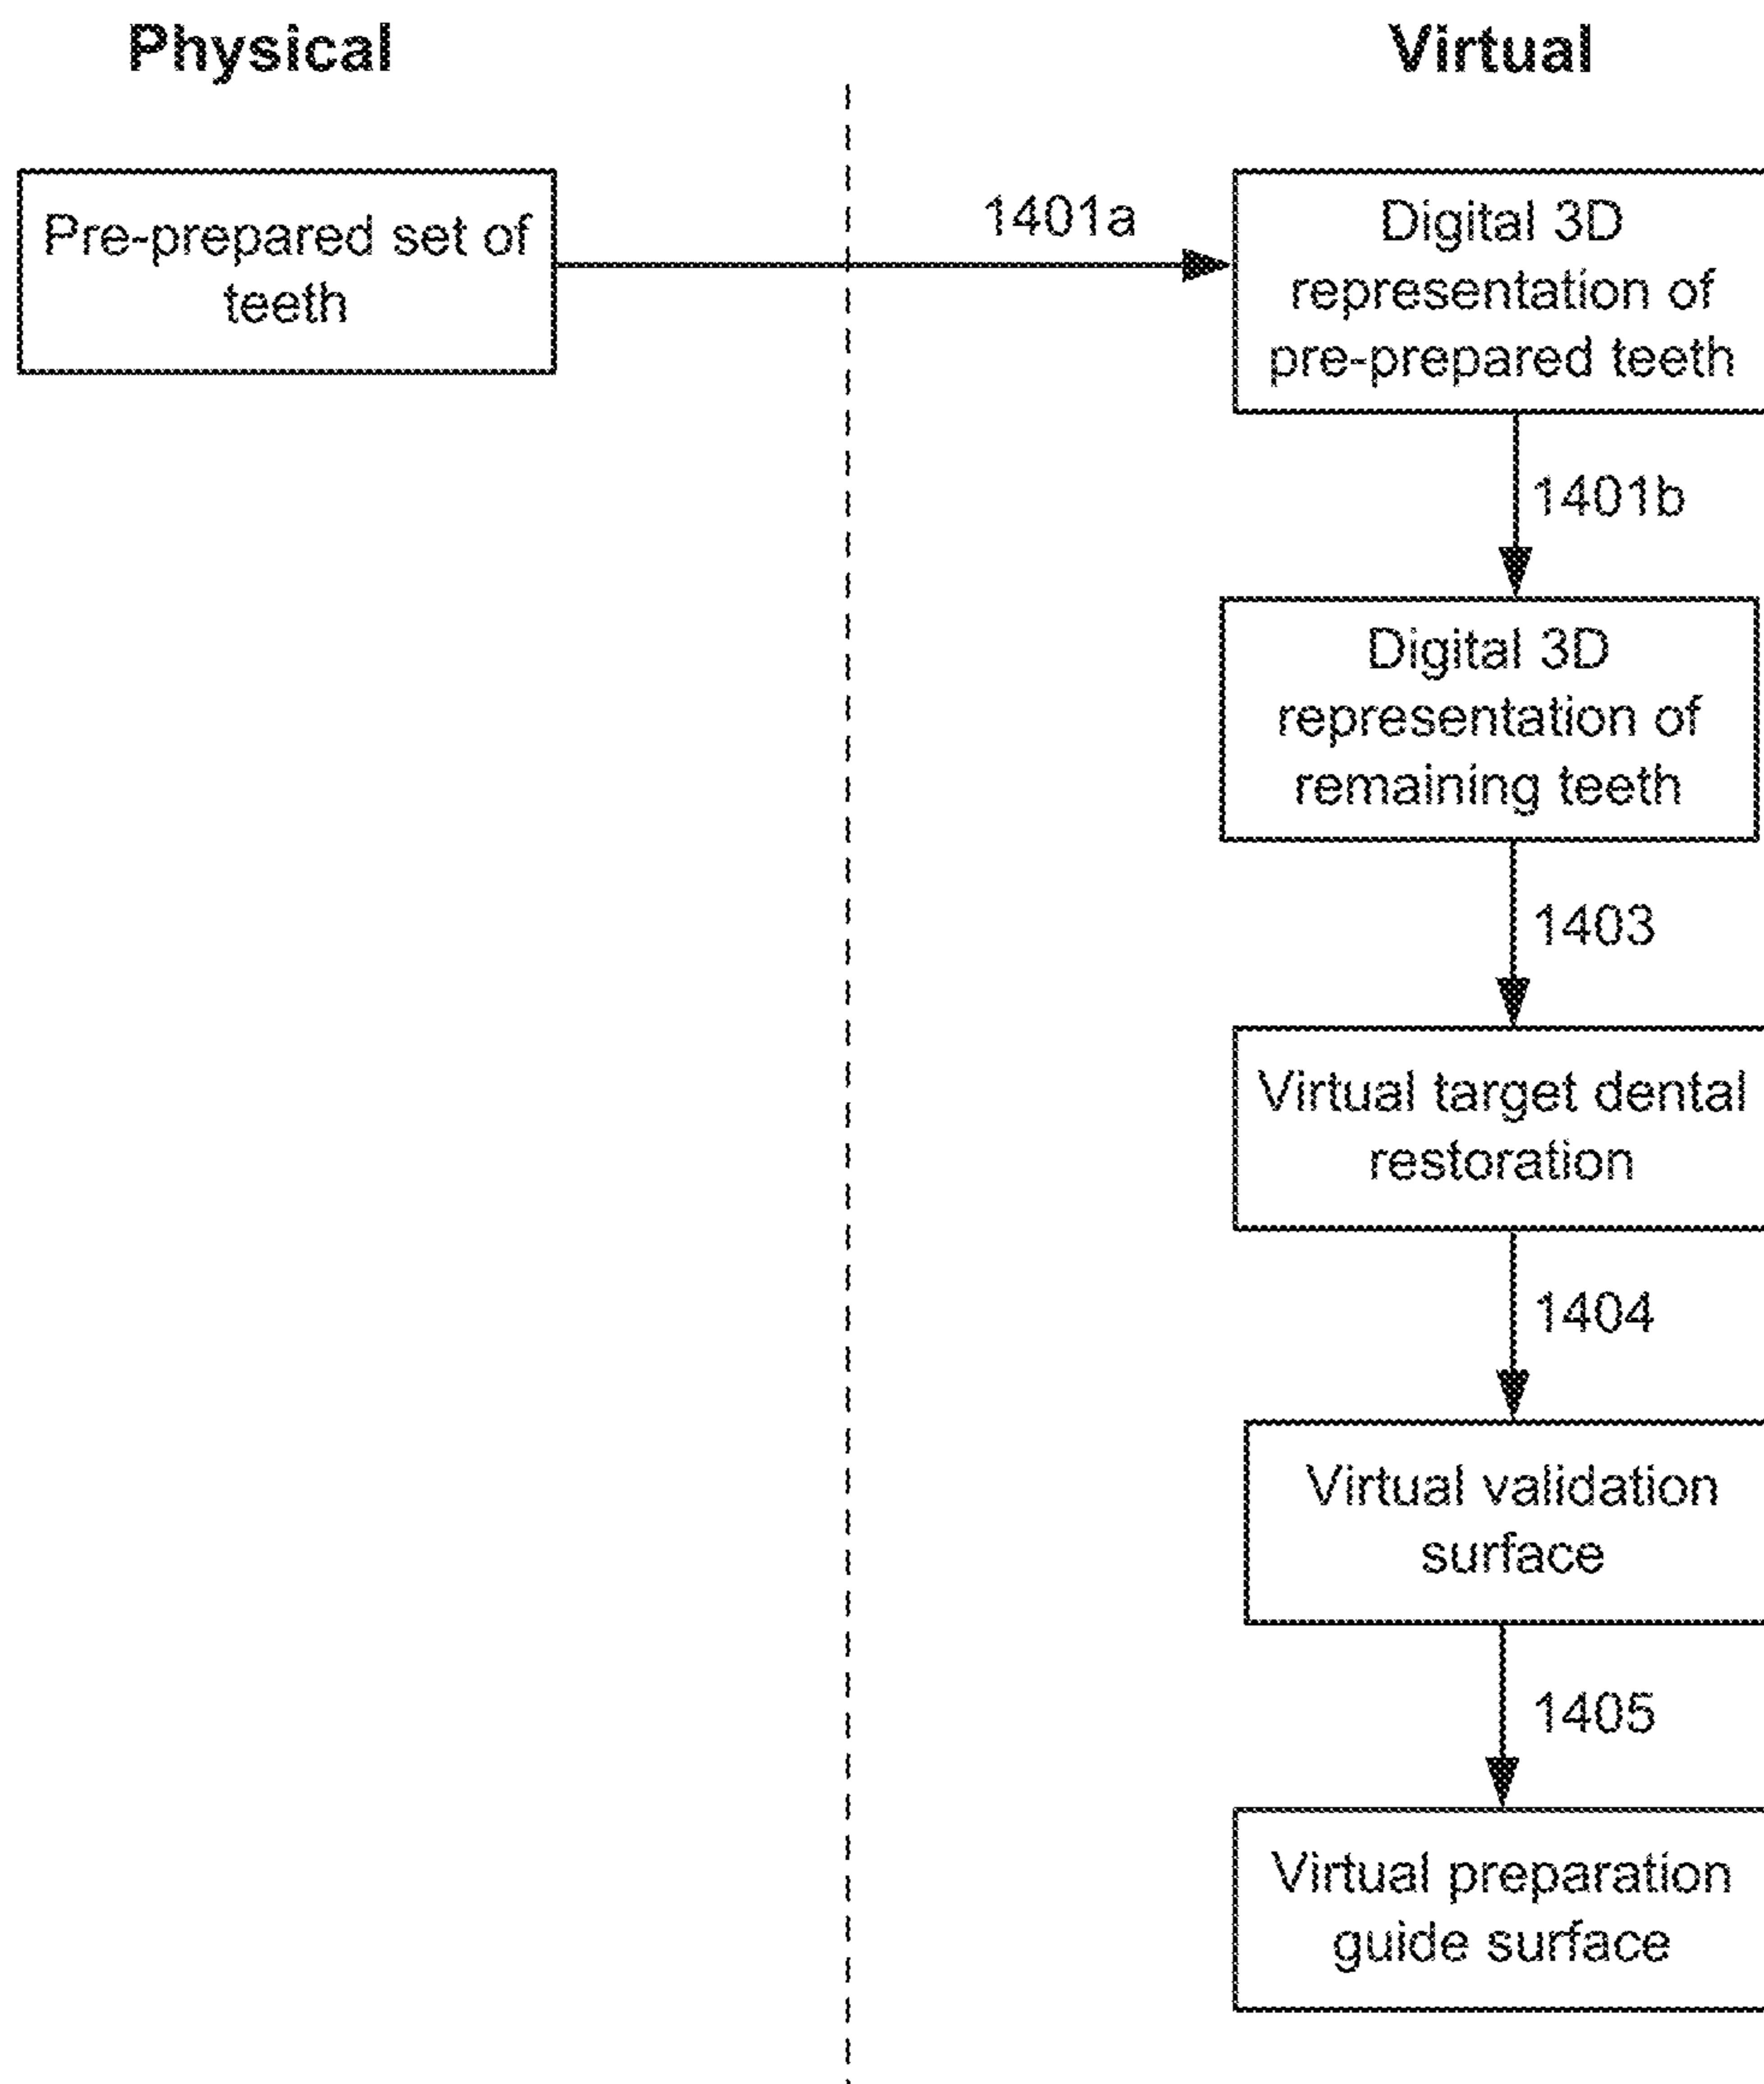 Physical
Virtual
Pre-prepared set of
teeth
1401a
Digital 3D
representation of
pre-prepared teeth
1401b
Digital 3D
representation of
remaining teeth
1403
Virtual target dental
restoration
1404
Virtual validation
surface
1405
Virtual preparation
guide surface